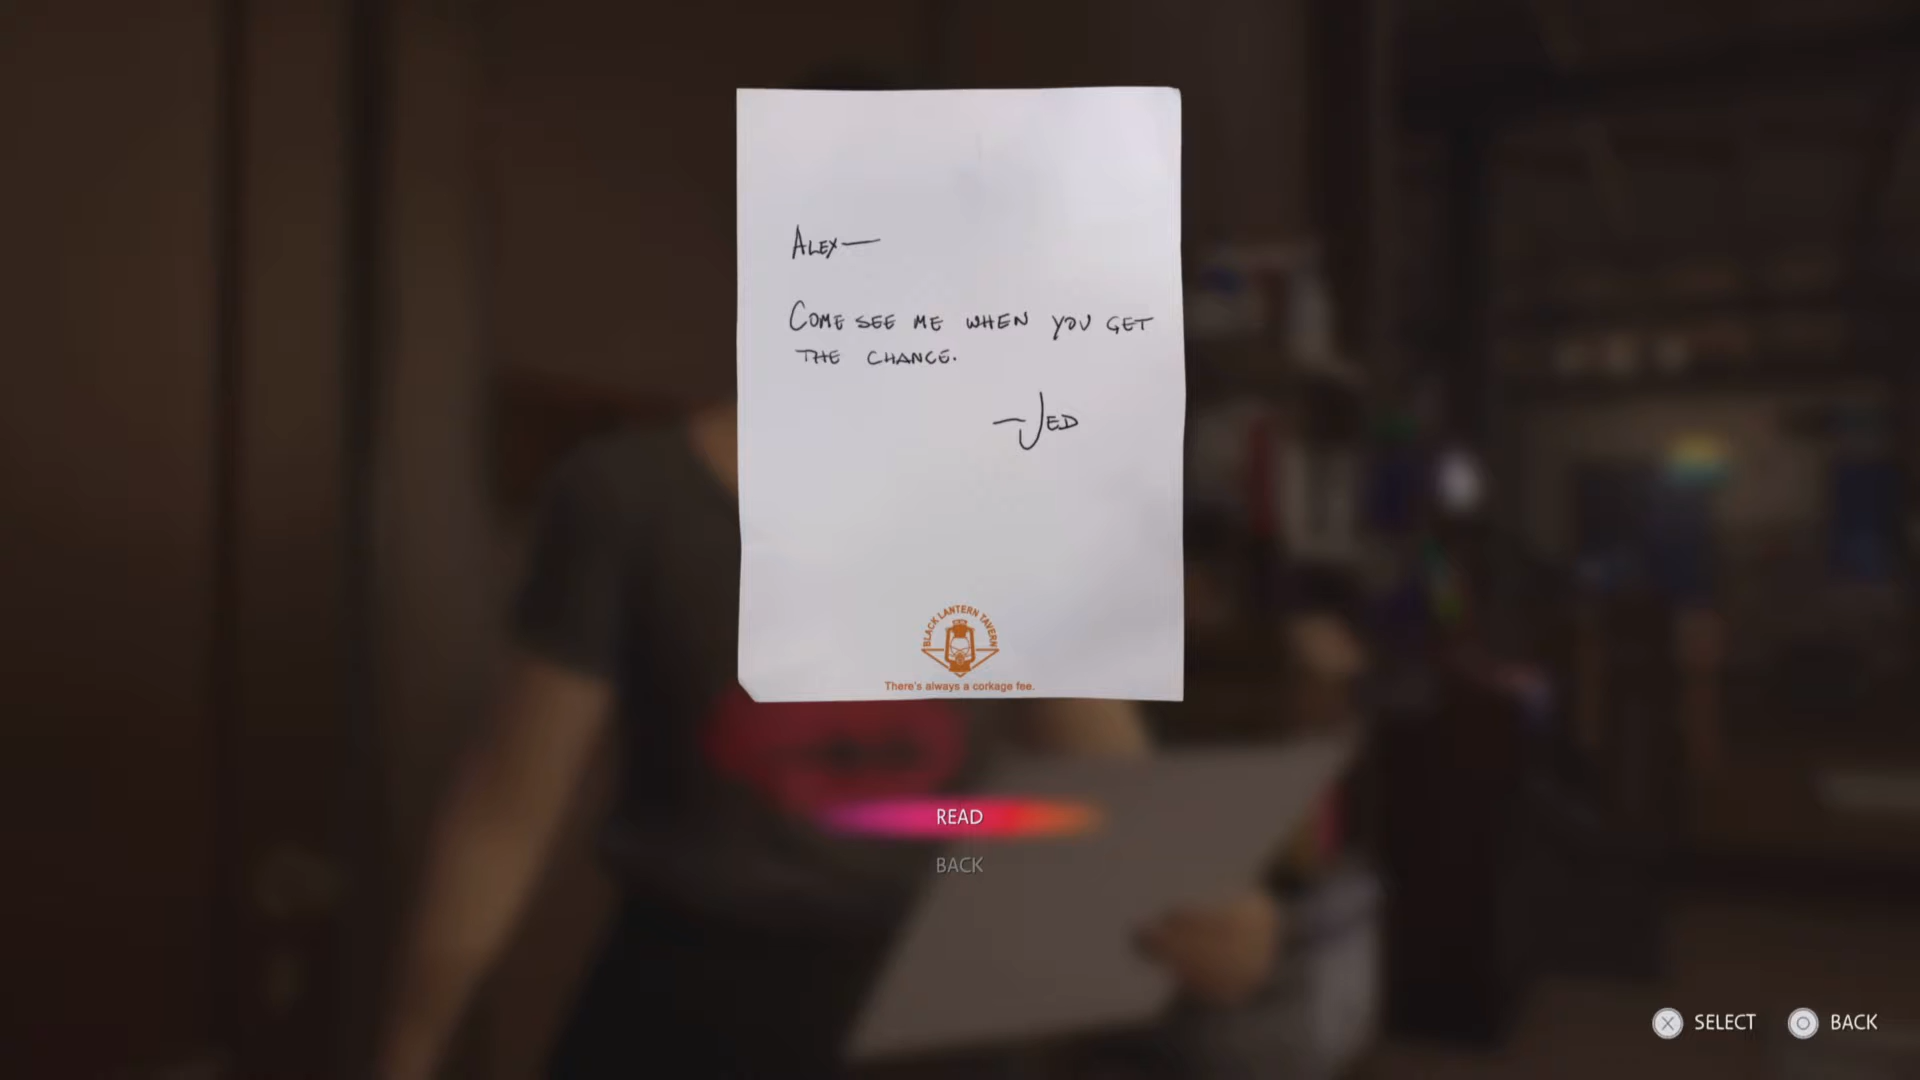 ALEX—
COME SEE ME WHEN YOU GET
THE CHANCE.
—JED
BLACK LANTERN TAVERN
There's always a corkage fee.
READ
BACK
SELECT BACK